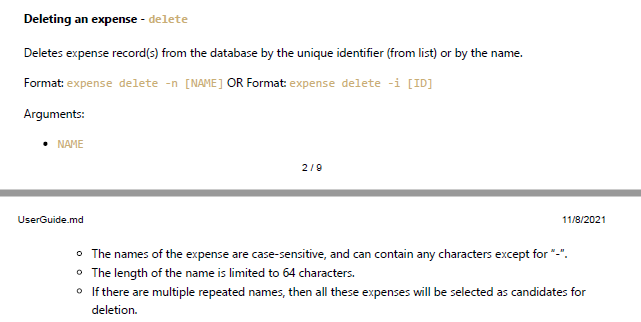 Deleting an expense - delete
Deletes expense record(s) from the database by the unique identifier (from list) or by the name.
Format: expense delete -n [NAME] OR Format: expense delete -i [ID]
Arguments:
• NAME
2 / 9
UserGuide.md 11/8/2021
○ The names of the expense are case-sensitive, and can contain any characters except for "-".
○ The length of the name is limited to 64 characters.
○ If there are multiple repeated names, then all these expenses will be selected as candidates for
deletion.